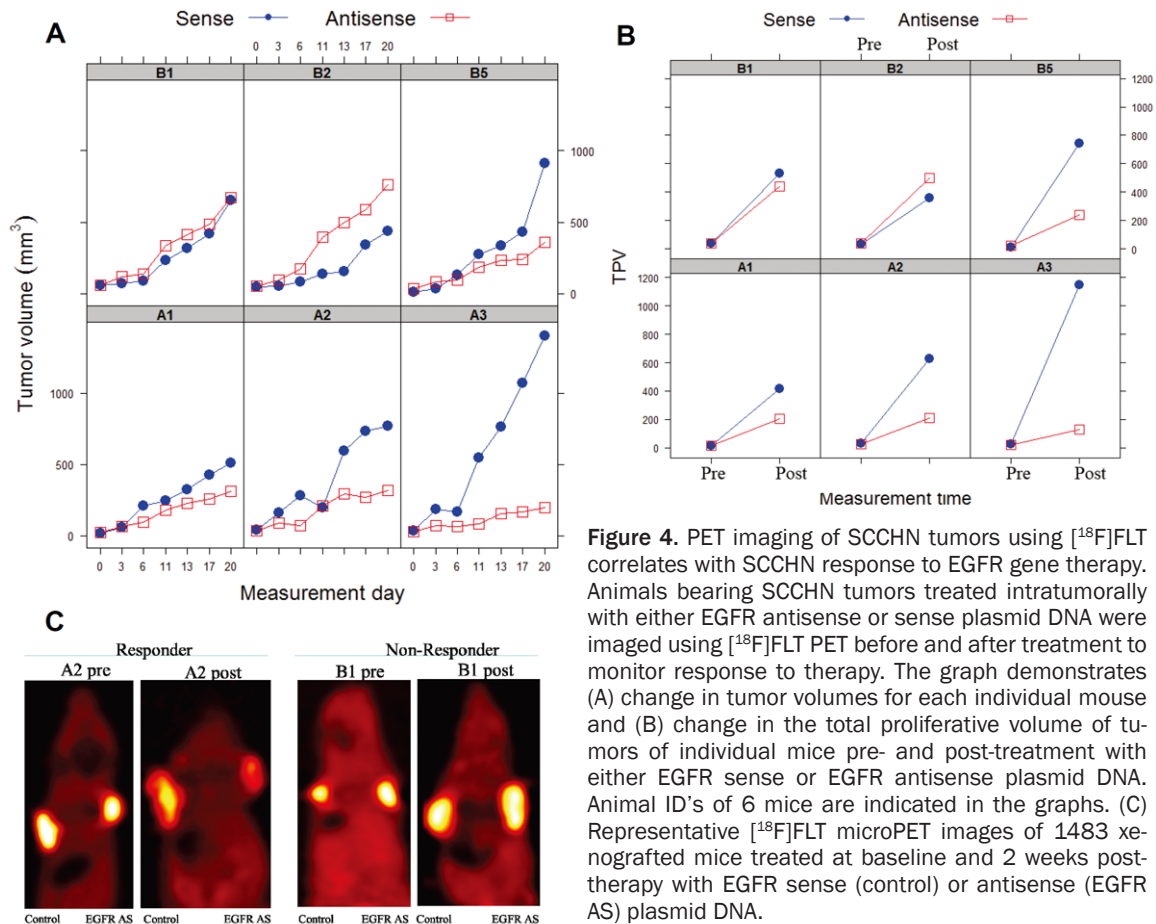 A
Sense Antisense
0 3 6 11 13 17 20
B1 B2 B5
1000
500
0
A1 A2 A3
1000
500
0
Tumor volume (mm³)
0 3 6 11 13 17 20
0 3 6 11 13 17 20
Measurement day
B
Sense Antisense
Pre Post
B1 B2 B5
1200
1000
800
600
400
200
0
TPV
A1 A2 A3
1200
1000
800
600
400
200
0
Pre Post
Pre Post
Measurement time
C
Responder Non-Responder
A2 pre A2 post B1 pre B1 post
Control EGFR AS Control EGFR AS Control EGFR AS Control EGFR AS
Figure 4. PET imaging of SCCHN tumors using [¹⁸F]FLT
correlates with SCCHN response to EGFR gene therapy.
Animals bearing SCCHN tumors treated intratumorally
with either EGFR antisense or sense plasmid DNA were
imaged using [¹⁸F]FLT PET before and after treatment to
monitor response to therapy. The graph demonstrates
(A) change in tumor volumes for each individual mouse
and (B) change in the total proliferative volume of tu-
mors of individual mice pre- and post-treatment with
either EGFR sense or EGFR antisense plasmid DNA.
Animal ID's of 6 mice are indicated in the graphs. (C)
Representative [¹⁸F]FLT microPET images of 1483 xe-
nografted mice treated at baseline and 2 weeks post-
therapy with EGFR sense (control) or antisense (EGFR
AS) plasmid DNA.